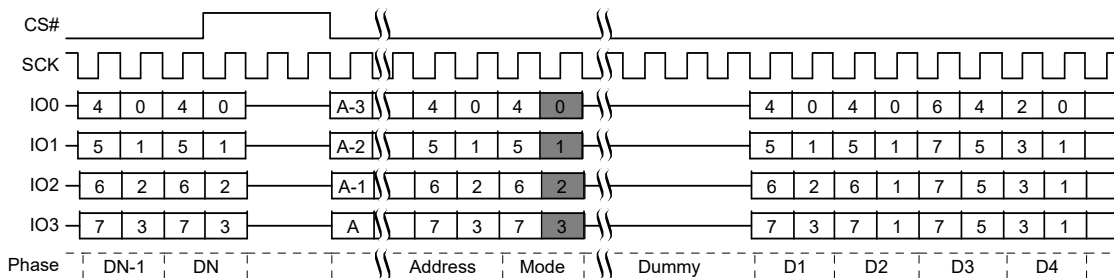 CS#
SCK
IO0 4 0 4 0 A-3 4 0 4 0 4 0 4 0 6 4 2 0
IO1 5 1 5 1 A-2 5 1 5 1 5 1 5 1 7 5 3 1
IO2 6 2 6 2 A-1 6 2 6 2 6 2 6 1 7 5 3 1
IO3 7 3 7 3 A 7 3 7 3 7 3 7 1 7 5 3 1
Phase DN-1 DN Address Mode Dummy D1 D2 D3 D4